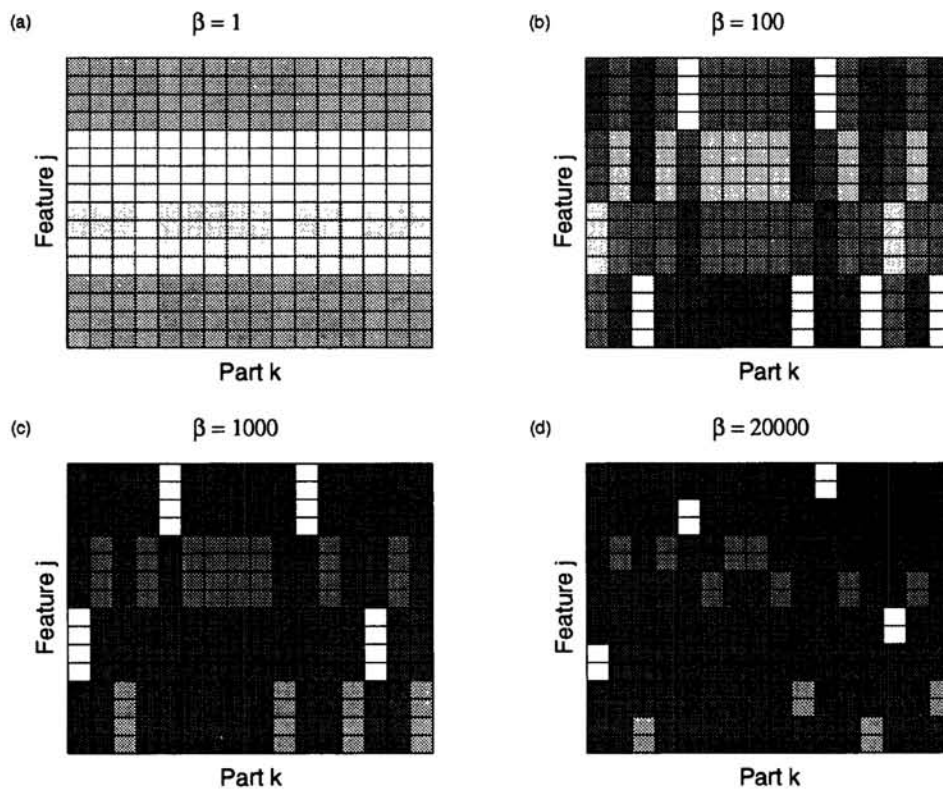 (a)
β = 1
Feature j
Part k
(b)
β = 100
Feature j
Part k
(c)
β = 1000
Feature j
Part k
(d)
β = 20000
Feature j
Part k